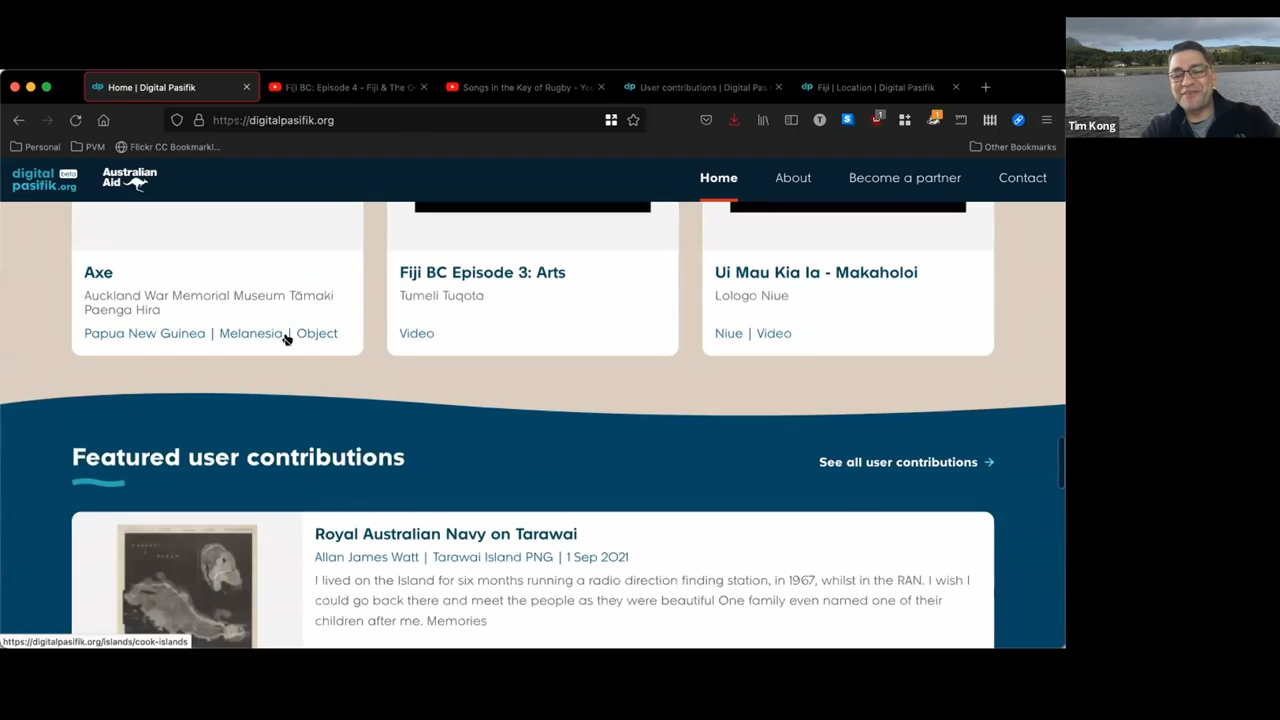 Home | Digital Pasifik
Fiji BC: Episode 4 - Fiji & The O
Songs in the Key of Rugby - You
User contributions | Digital Pas
Fiji | Location | Digital Pasifik
https://digitalpasifik.org
Personal
PVM
Flickr CC Bookmarkl...
Other Bookmarks
Tim Kong
digital beta
pasifik.org
Australian
Aid
Home
About
Become a partner
Contact
Axe
Auckland War Memorial Museum Tāmaki
Paenga Hira
Papua New Guinea | Melanesia | Object
Fiji BC Episode 3: Arts
Tumeli Tuqota
Video
Ui Mau Kia Ia - Makaholoi
Lologo Niue
Niue | Video
Featured user contributions
See all user contributions
Royal Australian Navy on Tarawai
Allan James Watt | Tarawai Island PNG | 1 Sep 2021
I lived on the Island for six months running a radio direction finding station, in 1967, whilst in the RAN. I wish I
could go back there and meet the people as they were beautiful One family even named one of their
children after me. Memories
https://digitalpasifik.org/islands/cook-islands